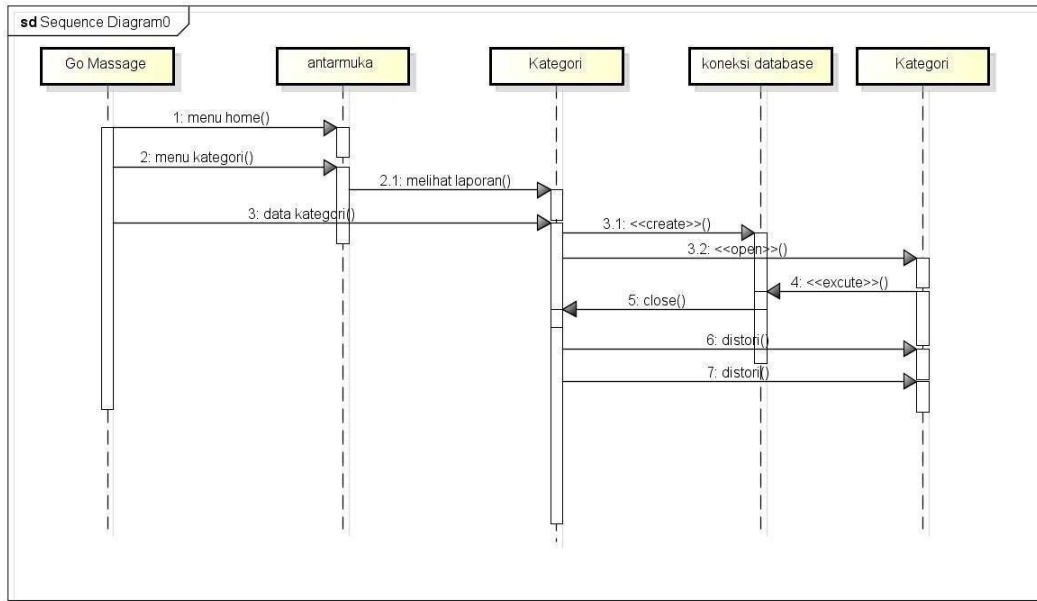 sd Sequence Diagram0
Go Massage
antarmuka
Kategori
koneksi database
Kategori
1: menu home()
2: menu kategori()
2.1: melihat laporan()
3: data kategori()
3.1: <<create>>()
3.2: <<open>>()
4: <<excute>>()
5: close()
6: distori()
7: distori()